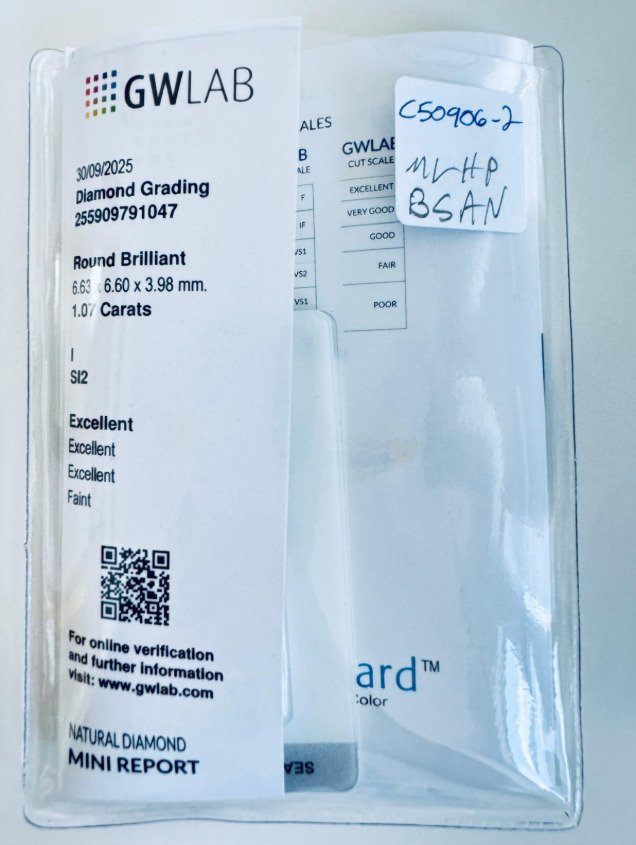 GWLAB
30/09/2025
Diamond Grading
255909791047
Round Brilliant
6.63 x 6.60 x 3.98 mm.
1.07 Carats
I
SI2
Excellent
Excellent
Excellent
Faint
For online verification
and further information
visit: www.gwlab.com
NATURAL DIAMOND
MINI REPORT
ALES
B
ALE
F
IF
VS1
VS2
VS1
GWLAB
CUT SCALE
EXCELLENT
VERY GOOD
GOOD
FAIR
POOR
C50906-2
BSAN
ard™
Color
SEA